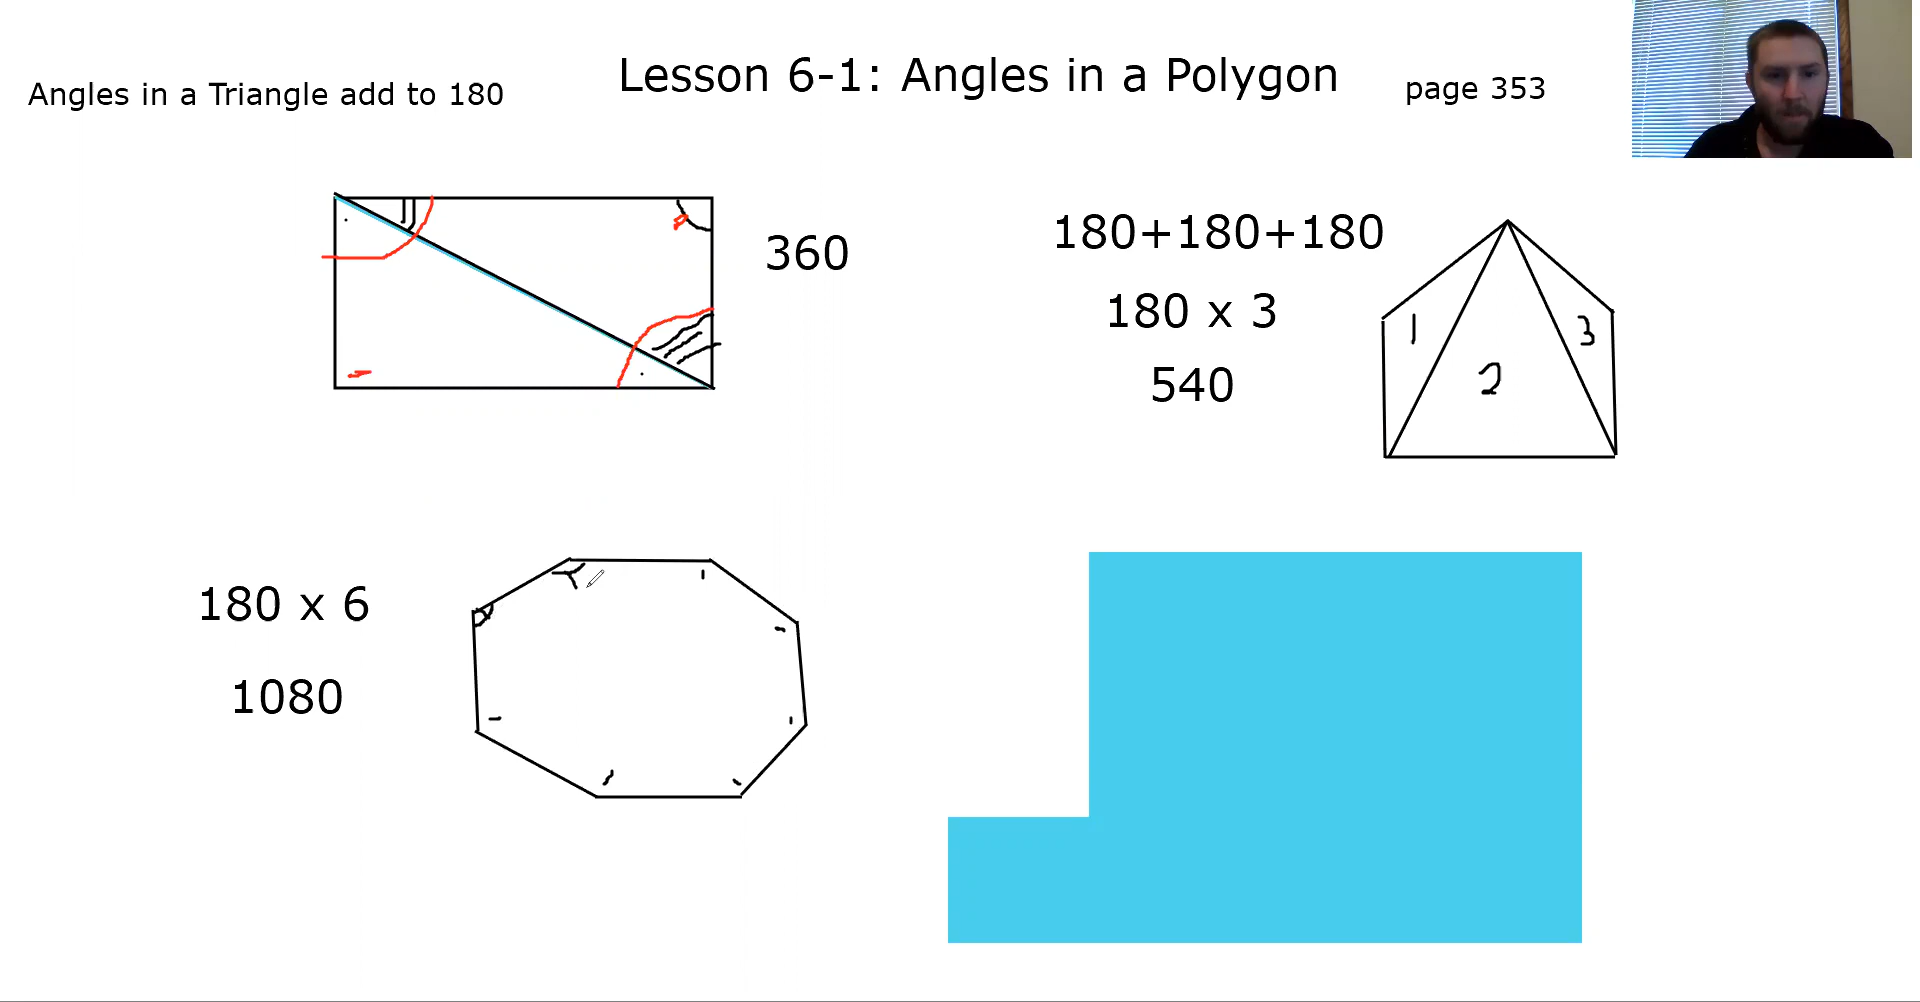 Lesson 6-1: Angles in a Polygon
page 353
Angles in a Triangle add to 180
360
180+180+180
180 x 3
540
1
2
3
180 x 6
1080